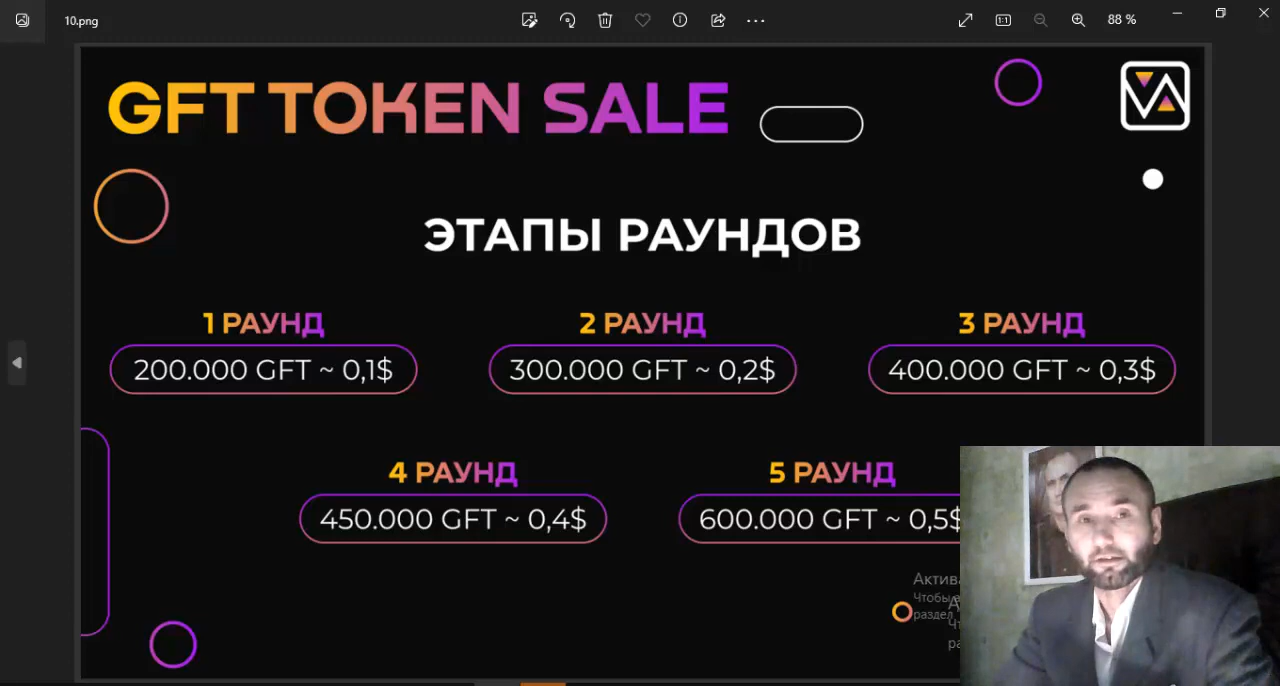 10.png
88 %
GFT TOKEN SALE
ЭТАПЫ РАУНДОВ
1 РАУНД
2 РАУНД
3 РАУНД
200.000 GFT ~ 0,1$
300.000 GFT ~ 0,2$
400.000 GFT ~ 0,3$
4 РАУНД
5 РАУНД
450.000 GFT ~ 0,4$
600.000 GFT ~ 0,5$
Актива
Чтобы
раздел